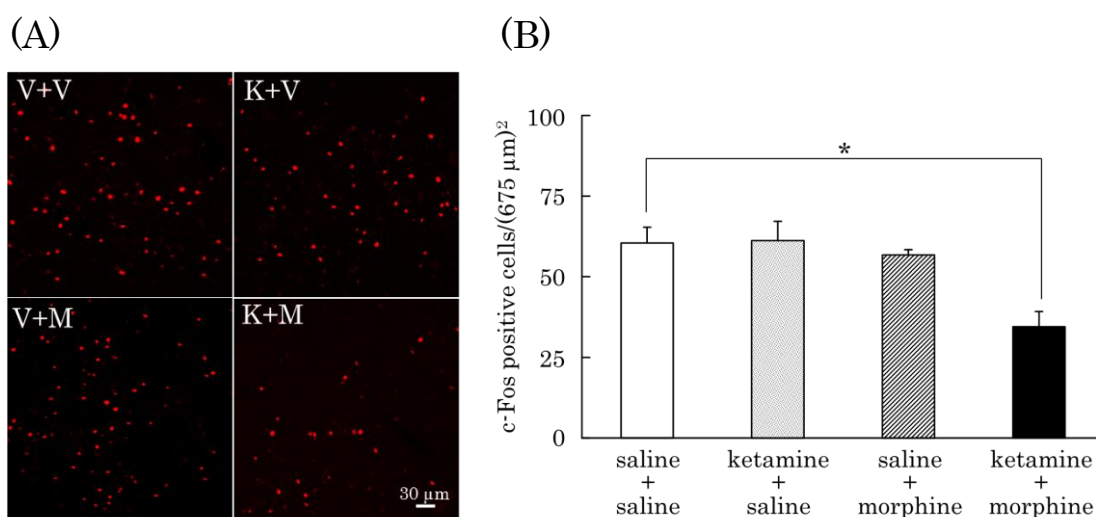 (A)
V+V
K+V
V+M
K+M
30 µm
(B)
c-Fos positive cells/(675 µm)²
100
75
50
25
0
*
saline + saline
ketamine + saline
saline + morphine
ketamine + morphine